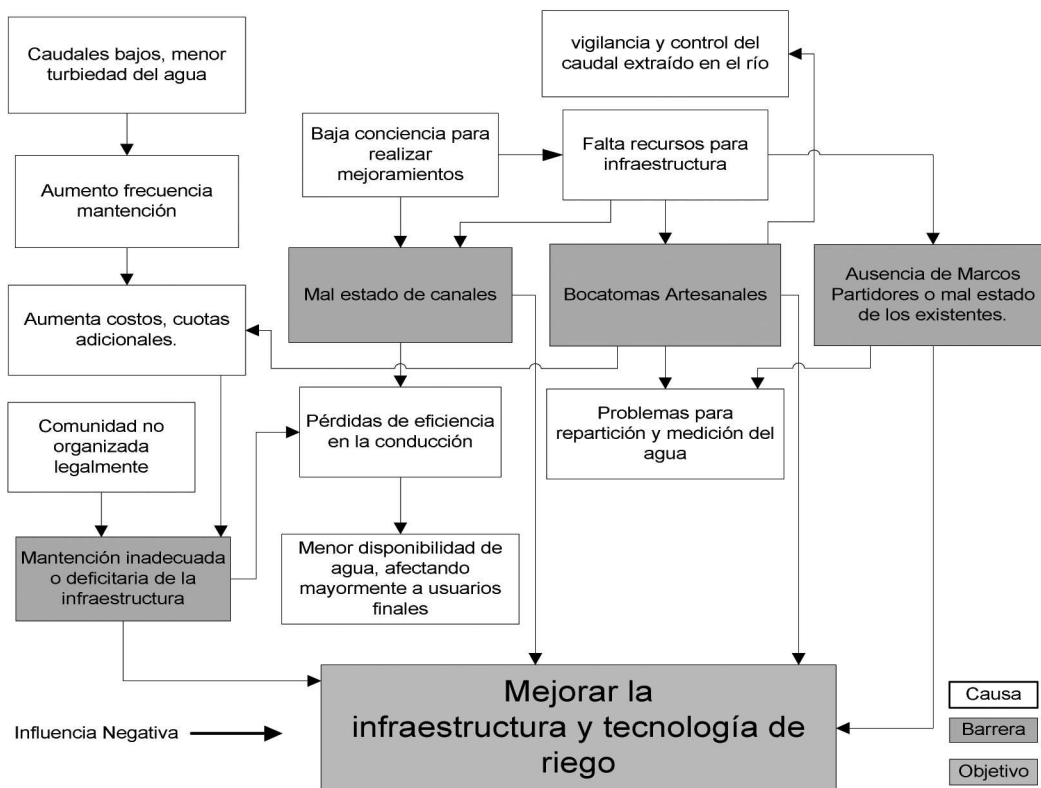 Caudales bajos, menor
turbiedad del agua
vigilancia y control del
caudal extraído en el río
Baja conciencia para
realizar
mejoramientos
Falta recursos para
infraestructura
Aumento frecuencia
mantención
Mal estado de canales
Bocatomas Artesanales
Ausencia de Marcos
Partidores o mal estado
de los existentes.
Aumenta costos, cuotas
adicionales.
Comunidad no
organizada
legalmente
Pérdidas de eficiencia
en la conducción
Problemas para
repartición y medición del
agua
Mantención inadecuada
o deficitaria de la
infraestructura
Menor disponibilidad de
agua, afectando
mayormente a usuarios
finales
Mejorar la
infraestructura y tecnología de
riego
Influencia Negativa
Causa
Barrera
Objetivo